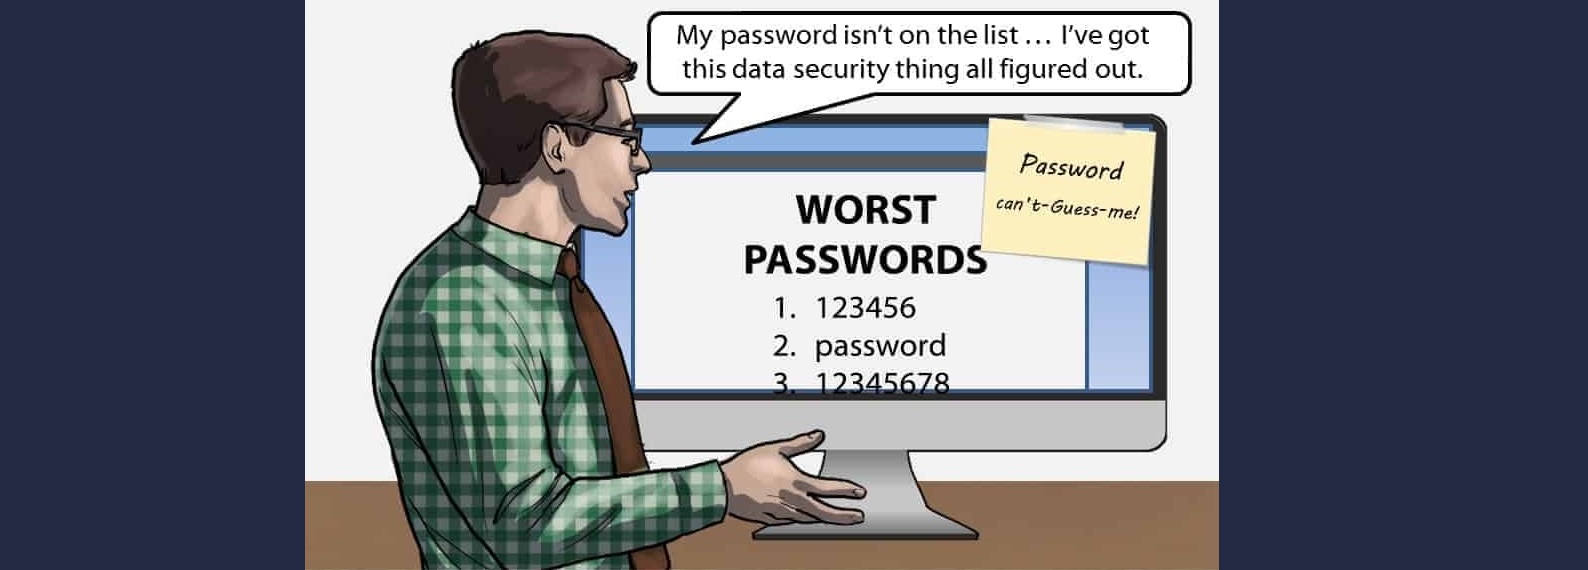 My password isn't on the list ... I've got
this data security thing all figured out.
Password
can't-Guess-me!
WORST
PASSWORDS
1. 123456
2. password
3. 12345678